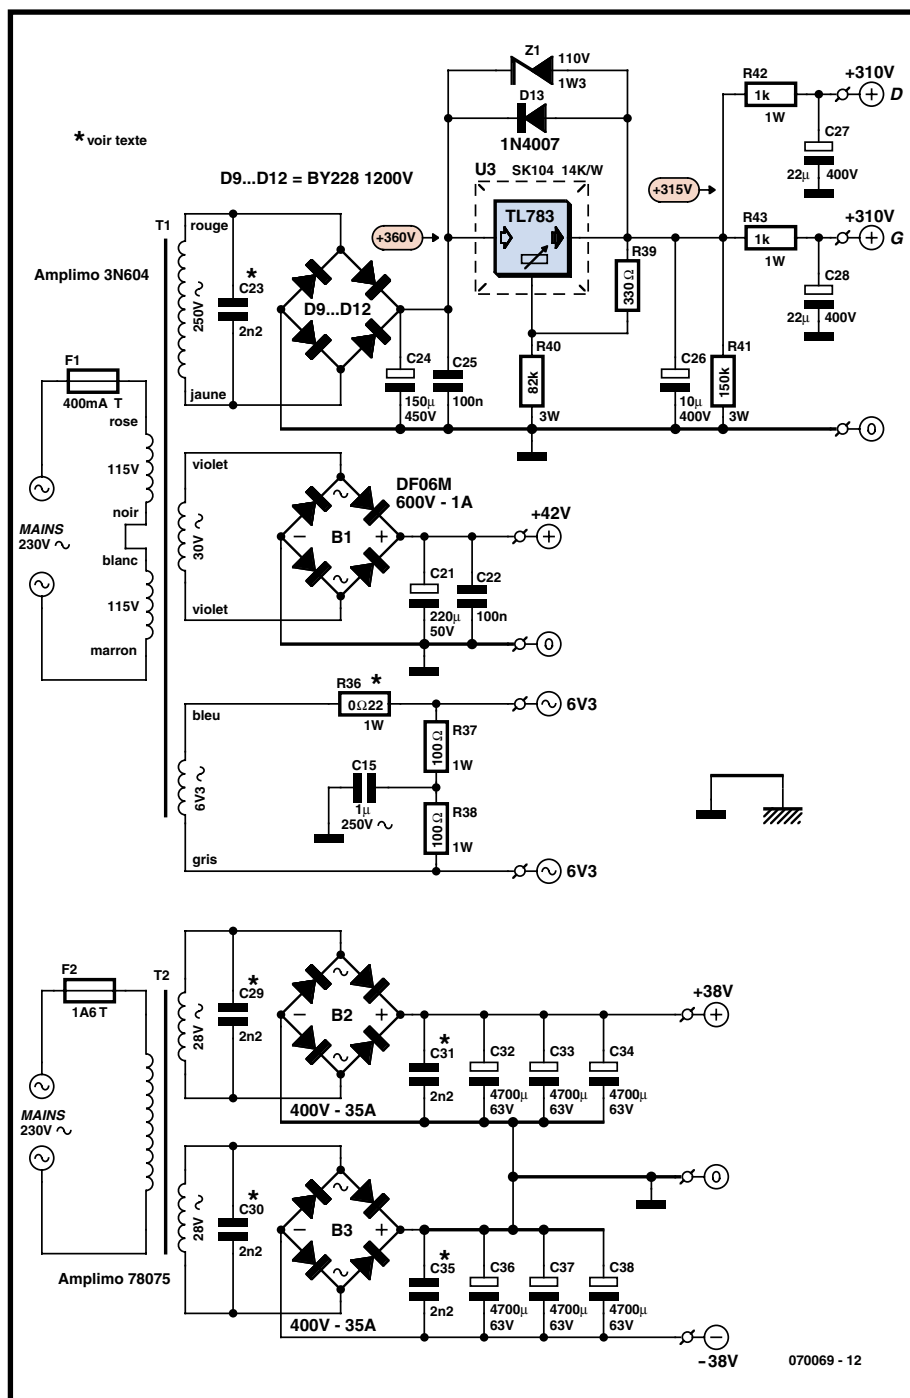 Z1
110V
1W3
D13
1N4007
* voir texte
D9...D12 = BY228 1200V
U3
SK104 14K/W
TL783
+360V
+315V
R42
1k
1W
+310V
D
C27
22μ
400V
R43
1k
1W
+310V
G
C28
22μ
400V
T1
rouge
250V
jaune
Amplimo 3N604
*
C23
2n2
D9...D12
C24
150μ
450V
C25
100n
R39
330Ω
R40
82k
3W
C26
10μ
400V
R41
150k
3W
0
F1
400mA T
rose
115V
noir
MAINS
230V
blanc
115V
marron
violet
30V
violet
DF06M
600V - 1A
B1
−
+
+42V
+
C21
220μ
50V
C22
100n
0
bleu
6V3
gris
R36 *
0Ω22
1W
R37
100Ω
1W
C15
1μ
250V
R38
100Ω
1W
6V3
6V3
F2
1A6 T
T2
MAINS
230V
Amplimo 78075
28V
*
C29
2n2
B2
−
+
400V - 35A
*
C31
2n2
C32
4700μ
63V
C33
4700μ
63V
C34
4700μ
63V
+38V
+
0
28V
*
C30
2n2
B3
−
+
400V - 35A
*
C35
2n2
C36
4700μ
63V
C37
4700μ
63V
C38
4700μ
63V
−
−38V
070069 - 12